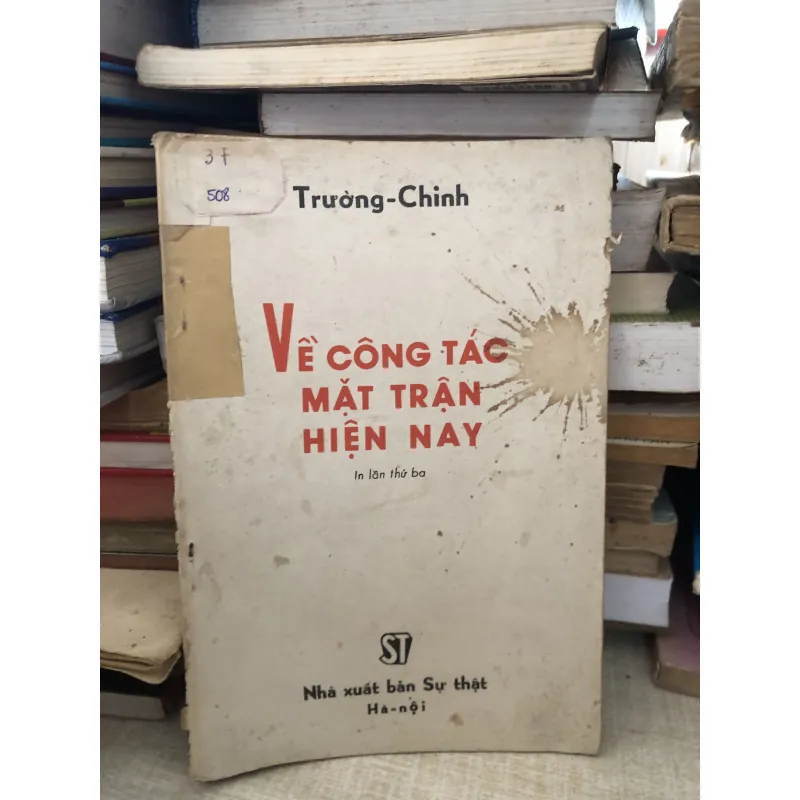 3 F
508
Trường-Chinh
VỀ CÔNG TÁC
MẶT TRẬN
HIỆN NAY
In lần thứ ba
ST
Nhà xuất bản Sự thật
Hà-nội